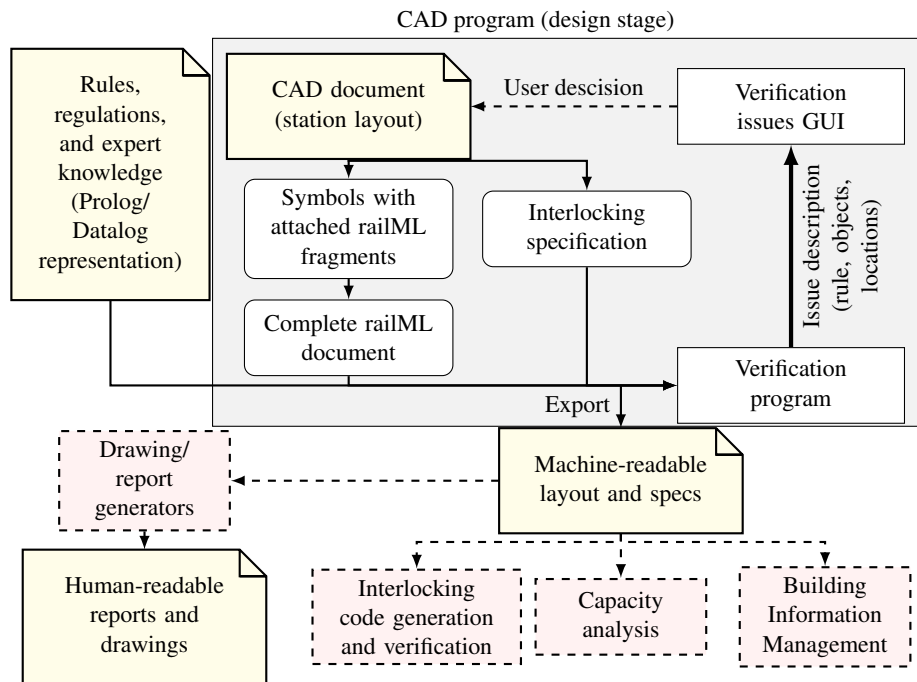 CAD program (design stage)
Rules,
regulations,
and expert
knowledge
(Prolog/
Datalog
representation)
CAD document
(station layout)
User descision
Verification
issues GUI
Symbols with
attached railML
fragments
Interlocking
specification
Issue description
(rule, objects,
locations)
Complete railML
document
Verification
program
Export
Drawing/
report
generators
Machine-readable
layout and specs
Human-readable
reports and
drawings
Interlocking
code generation
and verification
Capacity
analysis
Building
Information
Management